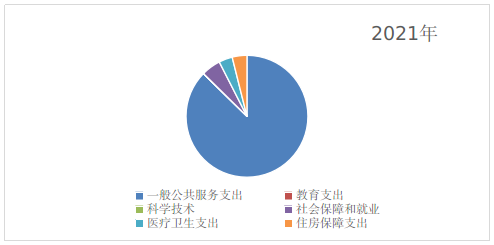 2021年
一般公共服务支出 教育支出
科学技术 社会保障和就业
医疗卫生支出 住房保障支出